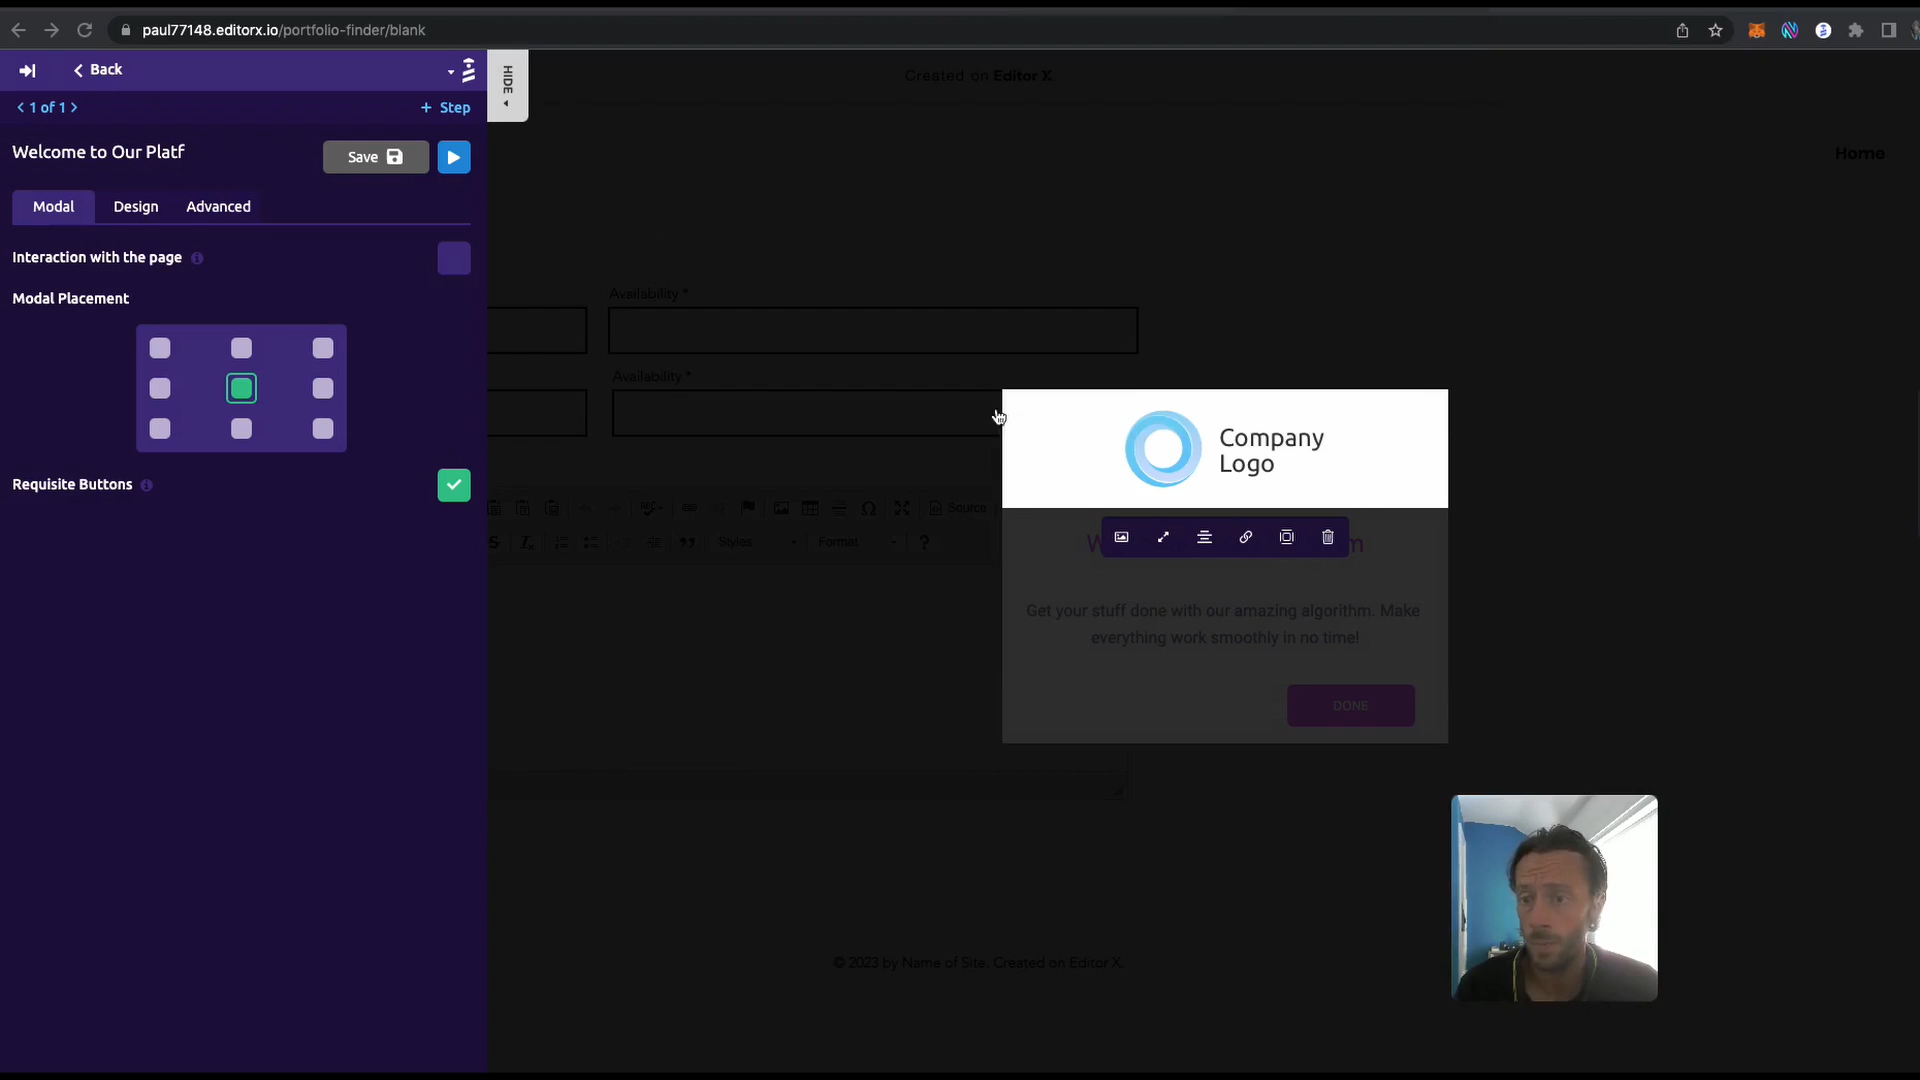 paul77148.editorx.io/portfolio-finder/blank
Back
HIDE
Created on Editor X.
1 of 1
+ Step
Welcome to Our Platf
Save
Home
Modal
Design
Advanced
Interaction with the page
Modal Placement
Availability *
Availability *
Company
Logo
Requisite Buttons
Source
Styles
Format
Get your stuff done with our amazing algorithm. Make
everything work smoothly in no time!
DONE
© 2023 by Name of Site. Created on Editor X.